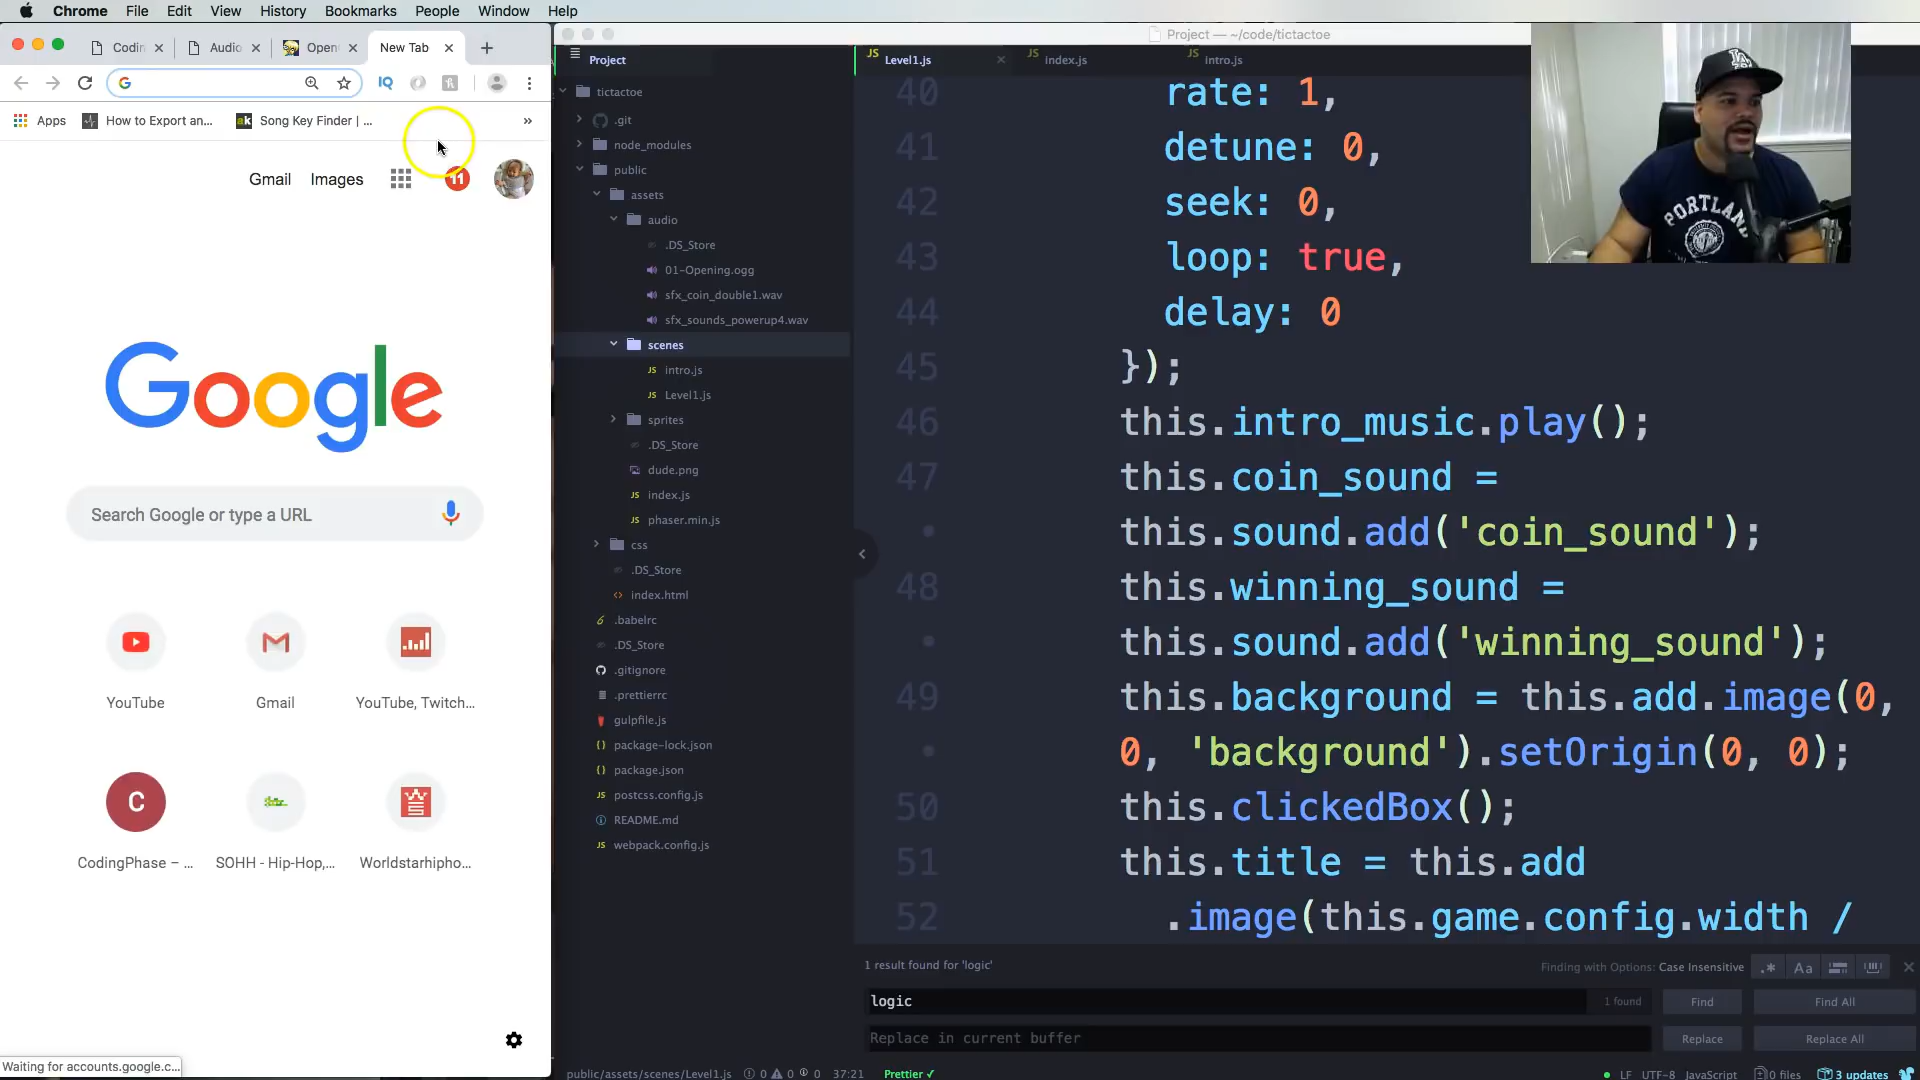 Chrome File Edit View History Bookmarks People Window Help
Codin Audio Open New Tab
Project — ~/code/tictactoe
Apps How to Export an... Song Key Finder | ... »
Gmail Images 11
Google
Search Google or type a URL
YouTube Gmail YouTube, Twitch...
C
CodingPhase – ... SOHH - Hip-Hop,... Worldstarhipho...
Waiting for accounts.google.c...
Project
tictactoe
.git
node_modules
public
assets
audio
.DS_Store
01-Opening.ogg
sfx_coin_double1.wav
sfx_sounds_powerup4.wav
scenes
intro.js
Level1.js
sprites
.DS_Store
dude.png
index.js
phaser.min.js
css
.DS_Store
index.html
.babelrc
.DS_Store
.gitignore
.prettierrc
gulpfile.js
package-lock.json
package.json
postcss.config.js
README.md
webpack.config.js
JS Level1.js JS index.js JS intro.js
40 rate: 1,
41 detune: 0,
42 seek: 0,
43 loop: true,
44 delay: 0
45 });
46 this.intro_music.play();
47 this.coin_sound =
this.sound.add('coin_sound');
48 this.winning_sound =
this.sound.add('winning_sound');
49 this.background = this.add.image(0,
0, 'background').setOrigin(0, 0);
50 this.clickedBox();
51 this.title = this.add
52 .image(this.game.config.width /
PORTLAND
1 result found for 'logic' Finding with Options: Case Insensitive .* Aa
logic 1 found Find Find All
Replace in current buffer Replace Replace All
public/assets/scenes/Level1.js 0 0 0 37:21 Prettier ✓ LF UTF-8 JavaScript 0 files 3 updates